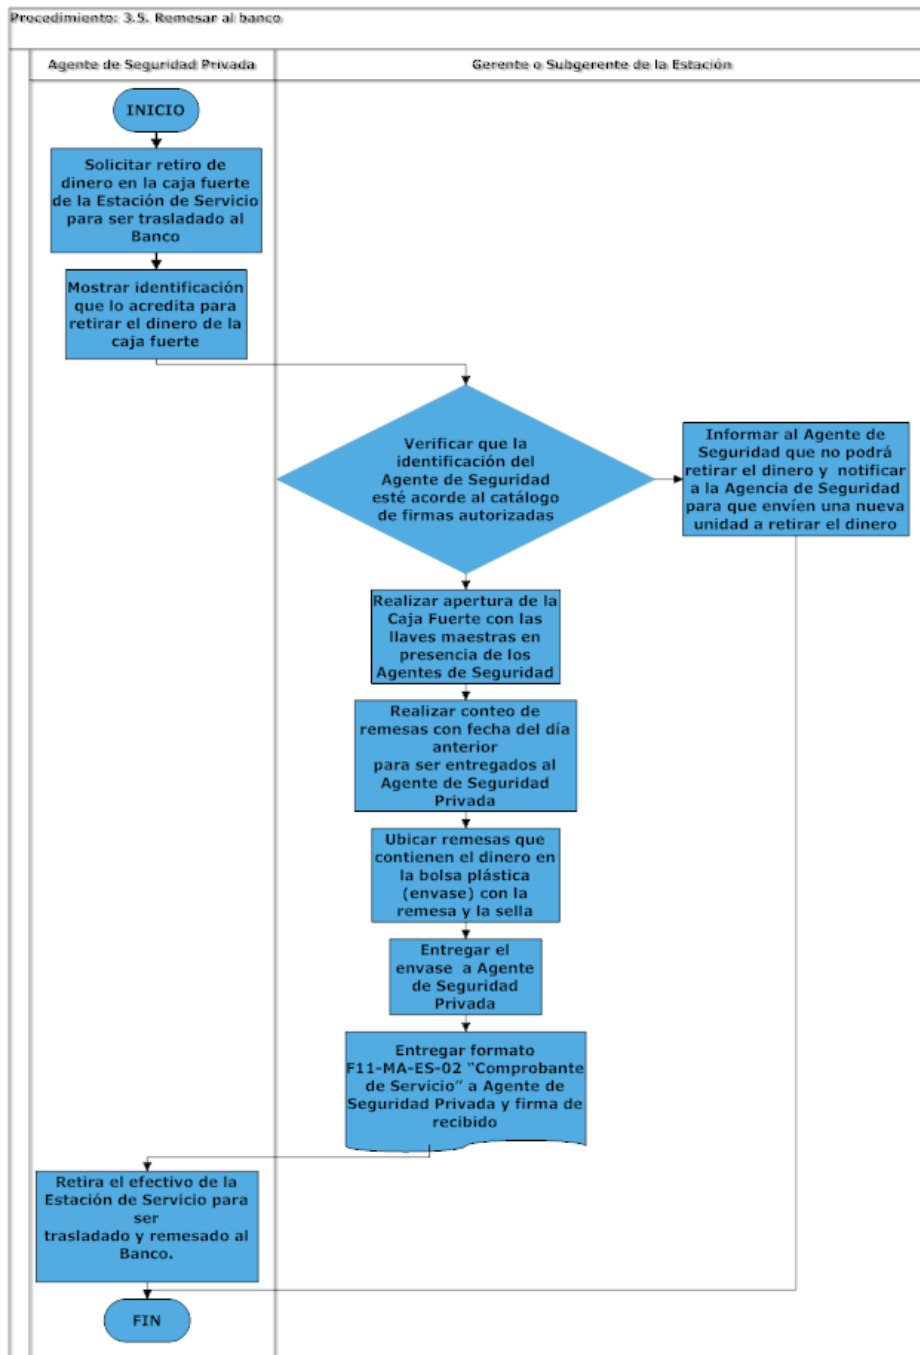 Procedimiento: 3.5. Remesar al banco
Agente de Seguridad Privada
Gerente o Subgerente de la Estación
INICIO
Solicitar retiro de
dinero en la caja fuerte
de la Estación de Servicio
para ser trasladado al
Banco
Mostrar identificación
que lo acredita para
retirar el dinero de la
caja fuerte
Verificar que la
identificación del
Agente de Seguridad
esté acorde al catálogo
de firmas autorizadas
Informar al Agente de
Seguridad que no podrá
retirar el dinero y notificar
a la Agencia de Seguridad
para que envíen una nueva
unidad a retirar el dinero
Realizar apertura de la
Caja Fuerte con las
llaves maestras en
presencia de los
Agentes de Seguridad
Realizar conteo de
remesas con fecha del día
anterior
para ser entregados al
Agente de Seguridad
Privada
Ubicar remesas que
contienen el dinero en
la bolsa plástica
(envase) con la
remesa y la sella
Entregar el
envase a Agente
de Seguridad
Privada
Entregar formato
F11-MA-ES-02 "Comprobante
de Servicio" a Agente de
Seguridad Privada y firma de
recibido
Retira el efectivo de la
Estación de Servicio para
ser
trasladado y remesado al
Banco.
FIN